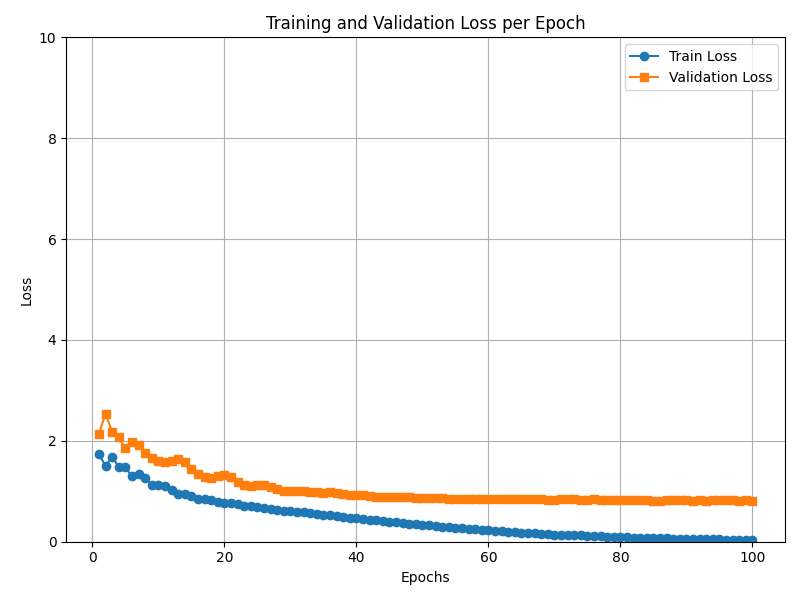 Training and Validation Loss per Epoch
10
Train Loss
Validation Loss
8
6
4
2
0
Loss
0 20 40 60 80 100
Epochs